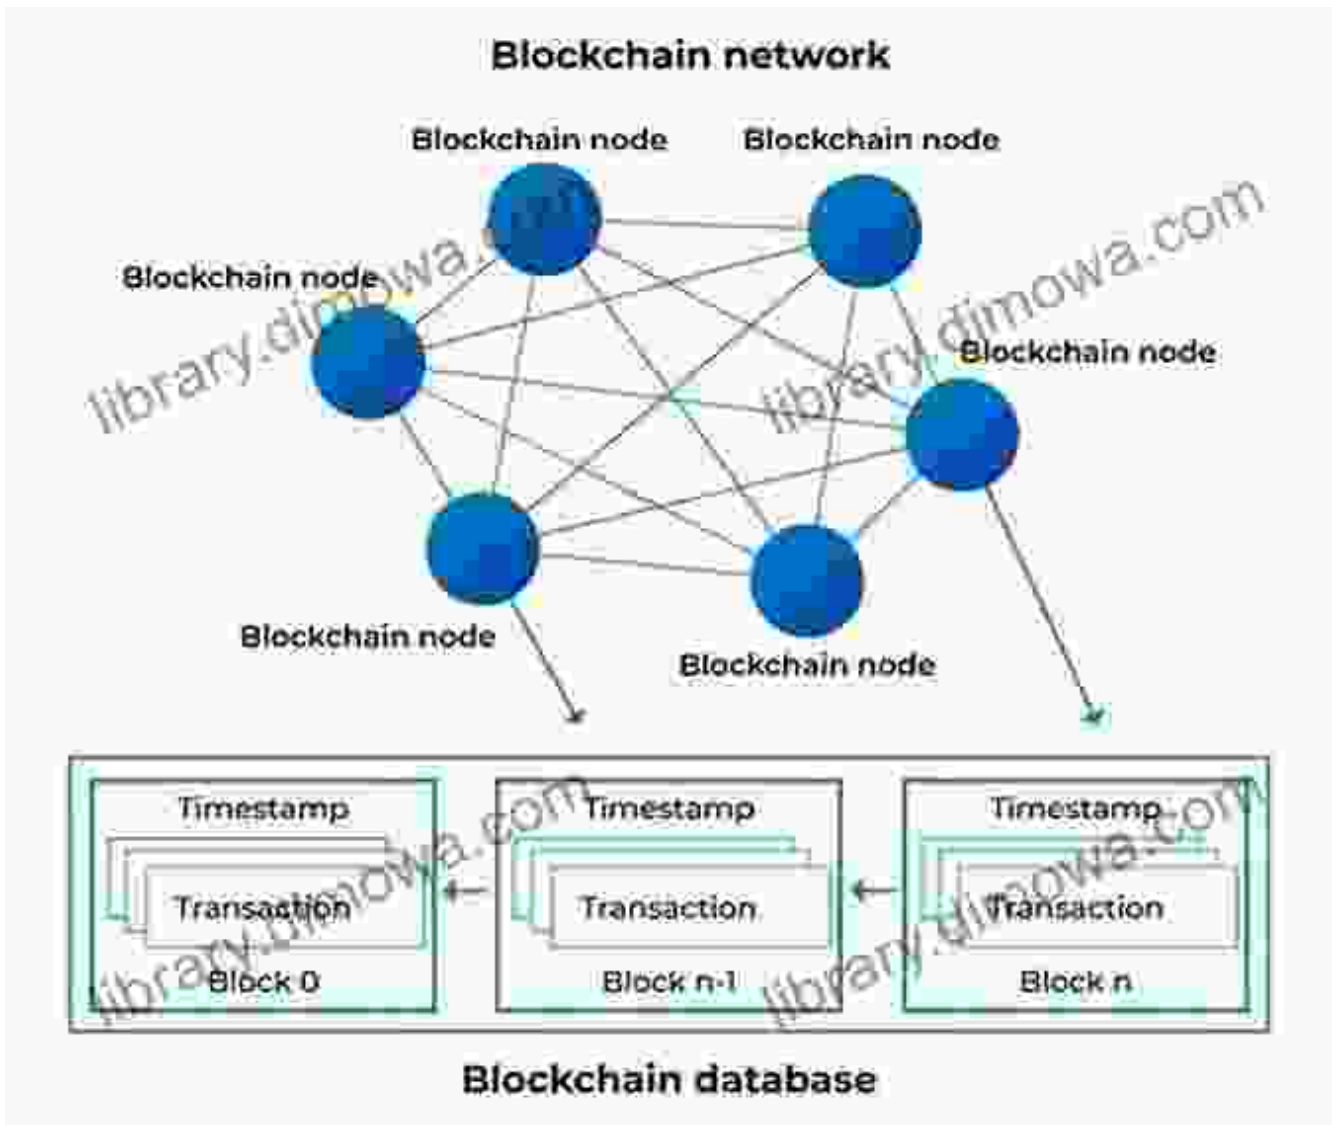 Blockchain network
Blockchain node
Blockchain node
Blockchain node
Blockchain node
Blockchain node
Blockchain node
library.dimowa.com
library.dimowa.com
Timestamp
Transaction
Block 0
Timestamp
Transaction
Block n-1
Timestamp
Transaction
Block n
library.dimowa.com
library.dimowa.com
Blockchain database